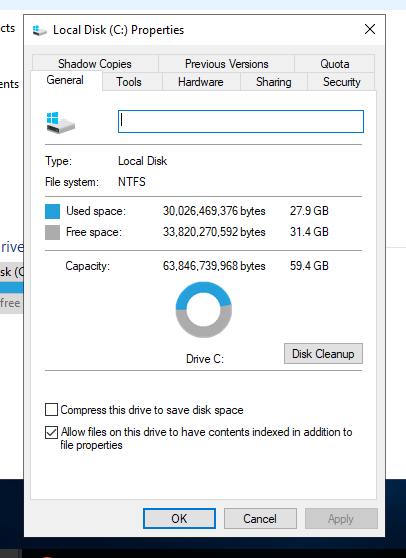 cts
Local Disk (C:) Properties
Shadow Copies
Previous Versions
Quota
General
Tools
Hardware
Sharing
Security
ents
Type:
Local Disk
File system:
NTFS
Used space:
30,026,469,376 bytes
27.9 GB
Free space:
33,820,270,592 bytes
31.4 GB
rive
sk (C
free
Capacity:
63,846,739,968 bytes
59.4 GB
Drive C:
Disk Cleanup
Compress this drive to save disk space
Allow files on this drive to have contents indexed in addition to
file properties
OK
Cancel
Apply